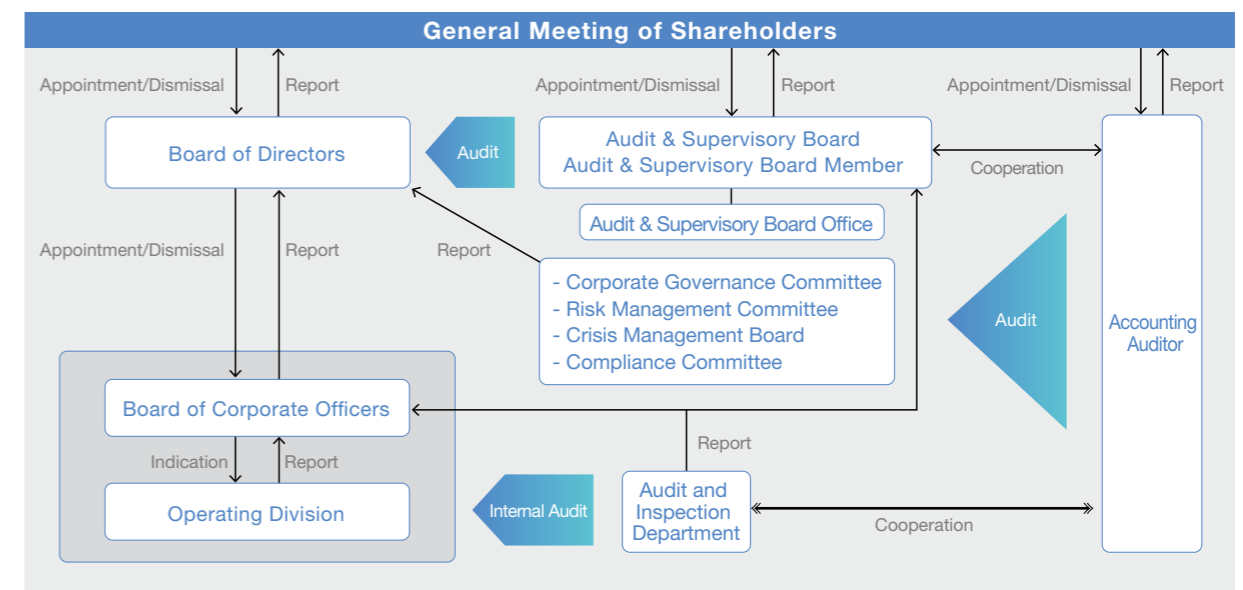 General Meeting of Shareholders
Appointment/Dismissal
Report
Appointment/Dismissal
Report
Appointment/Dismissal
Report
Board of Directors
Audit
Audit & Supervisory Board
Audit & Supervisory Board Member
Cooperation
Audit & Supervisory Board Office
Appointment/Dismissal
Report
Report
- Corporate Governance Committee
- Risk Management Committee
- Crisis Management Board
- Compliance Committee
Audit
Accounting
Auditor
Board of Corporate Officers
Indication
Report
Operating Division
Report
Internal Audit
Audit and
Inspection
Department
Cooperation